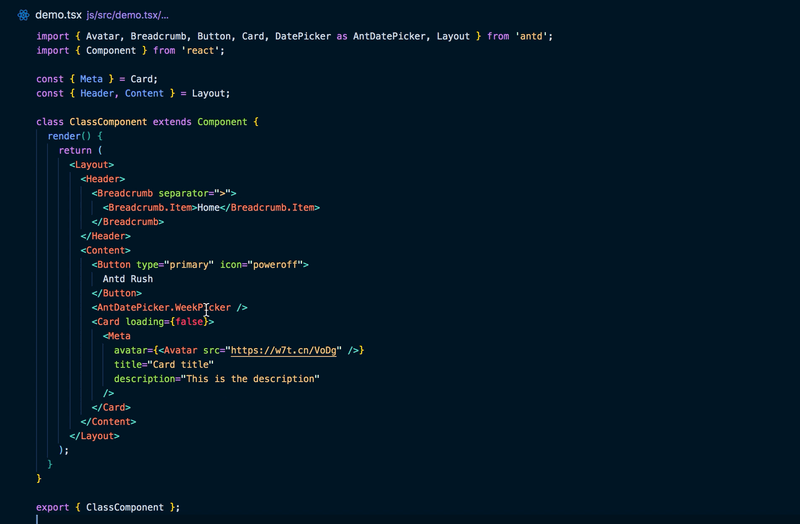 demo.tsx js/src/demo.tsx/...
import { Avatar, Breadcrumb, Button, Card, DatePicker as AntDatePicker, Layout } from 'antd';
import { Component } from 'react';
const { Meta } = Card;
const { Header, Content } = Layout;
class ClassComponent extends Component {
render() {
return (
<Layout>
<Header>
<Breadcrumb separator=">">
<Breadcrumb.Item>Home</Breadcrumb.Item>
</Breadcrumb>
</Header>
<Content>
<Button type="primary" icon="poweroff">
Antd Rush
</Button>
<AntDatePicker.WeekPicker />
<Card loading={false}>
<Meta
avatar={<Avatar src="https://w7t.cn/VoDg" />}
title="Card title"
description="This is the description"
/>
</Card>
</Content>
</Layout>
);
}
}
export { ClassComponent };